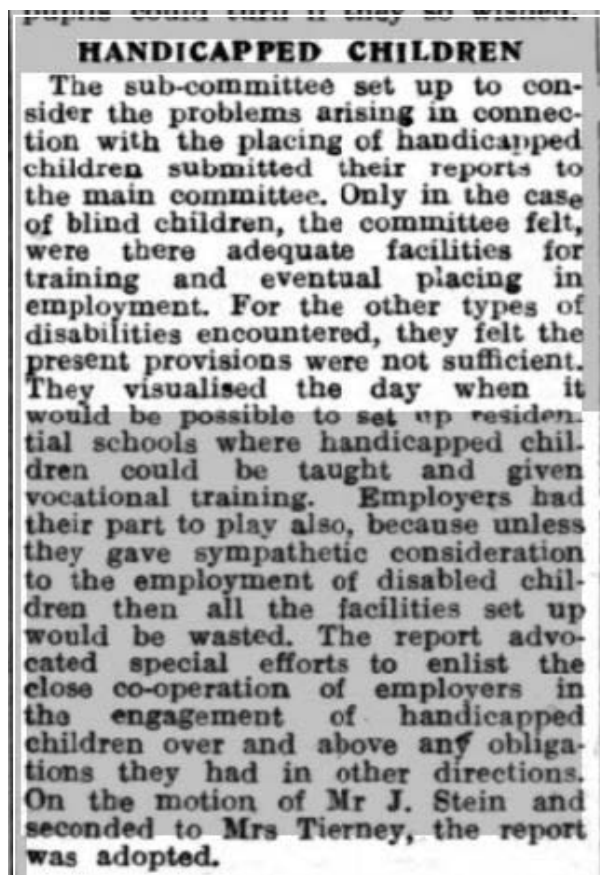 pupils could turn if they so wished.
HANDICAPPED CHILDREN
The sub-committee set up to con-
sider the problems arising in connec-
tion with the placing of handicapped
children submitted their reports to
the main committee. Only in the case
of blind children, the committee felt,
were there adequate facilities for
training and eventual placing in
employment. For the other types of
disabilities encountered, they felt the
present provisions were not sufficient.
They visualised the day when it
would be possible to set up residen-
tial schools where handicapped chil-
dren could be taught and given
vocational training. Employers had
their part to play also, because unless
they gave sympathetic consideration
to the employment of disabled chil-
dren then all the facilities set up
would be wasted. The report advo-
cated special efforts to enlist the
close co-operation of employers in
the engagement of handicapped
children over and above any obliga-
tions they had in other directions.
On the motion of Mr J. Stein and
seconded to Mrs Tierney, the report
was adopted.